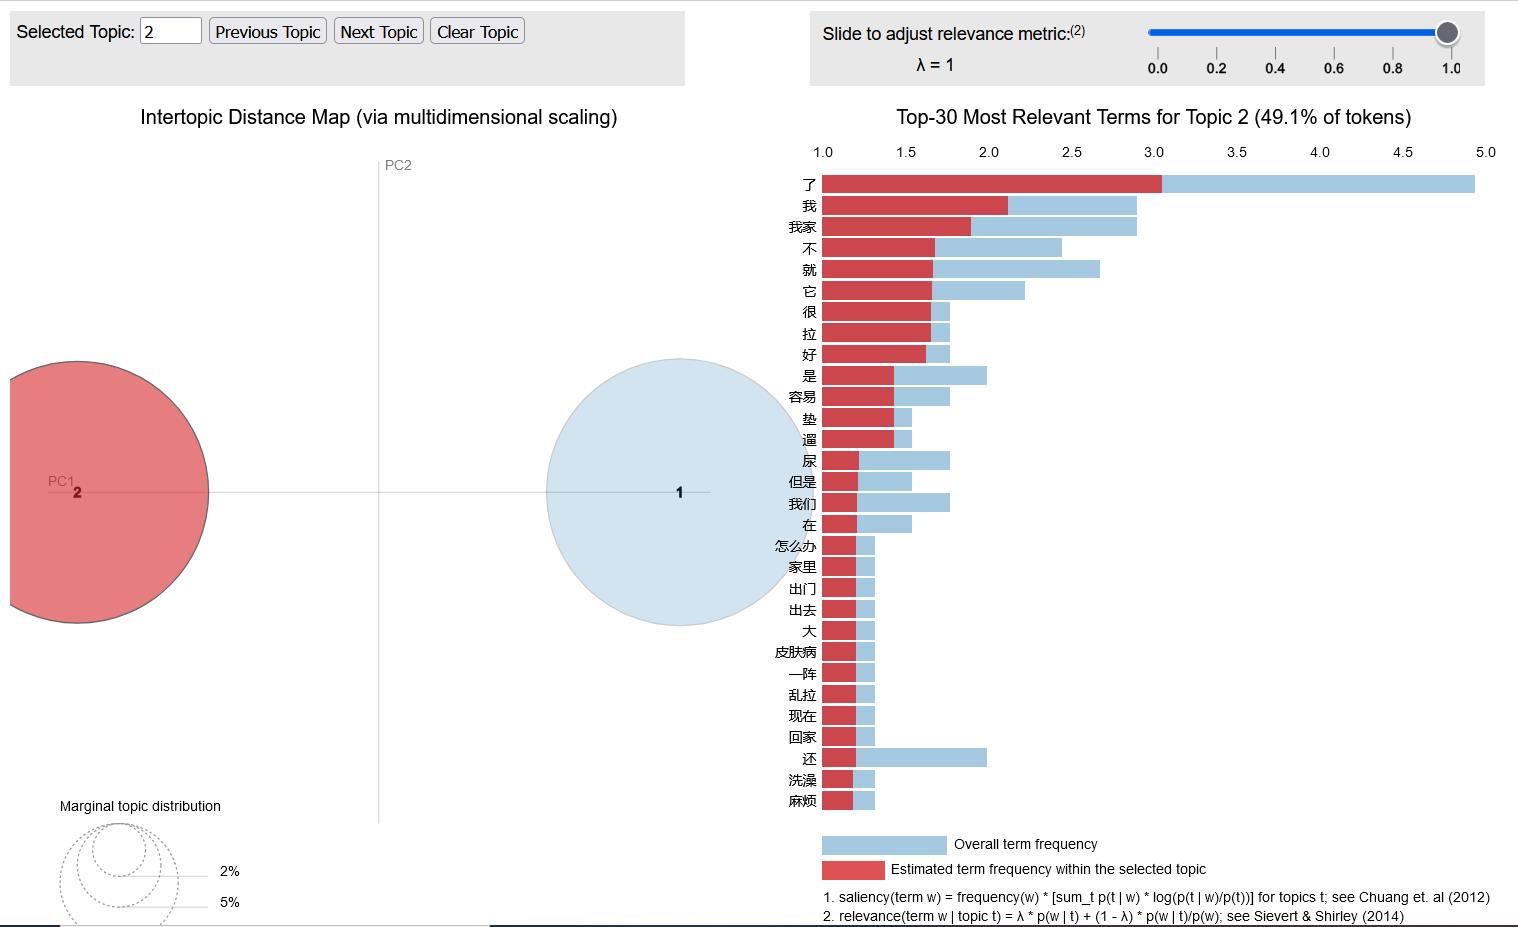 Selected Topic: 2 Previous Topic Next Topic Clear Topic
Slide to adjust relevance metric:(2)
λ = 1
0.0 0.2 0.4 0.6 0.8 1.0
Intertopic Distance Map (via multidimensional scaling)
PC2
PC1
2
1
Marginal topic distribution
2%
5%
Top-30 Most Relevant Terms for Topic 2 (49.1% of tokens)
1.0 1.5 2.0 2.5 3.0 3.5 4.0 4.5 5.0
了
我
我家
不
就
它
很
拉
好
是
容易
垫
遛
尿
但是
我们
在
怎么办
家里
出门
出去
大
皮肤病
一阵
乱拉
现在
回家
还
洗澡
麻烦
Overall term frequency
Estimated term frequency within the selected topic
1. saliency(term w) = frequency(w) * [sum_t p(t | w) * log(p(t | w)/p(t))] for topics t; see Chuang et. al (2012)
2. relevance(term w | topic t) = λ * p(w | t) + (1 - λ) * p(w | t)/p(w); see Sievert & Shirley (2014)